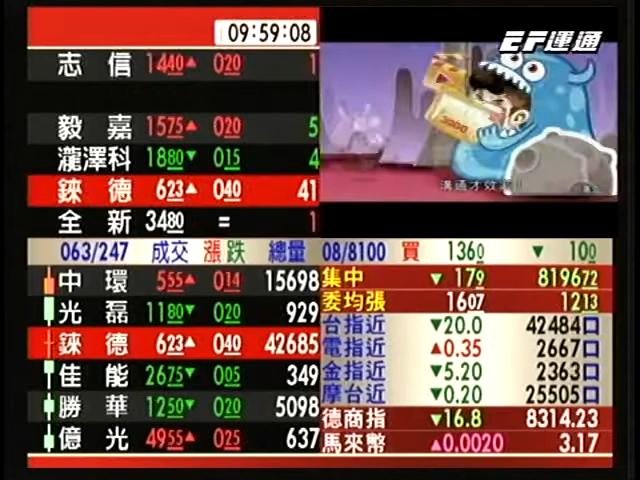 09:59:08
EF運通
志信 1440▲ 020 1
3000
毅嘉 1575▲ 020 5
瀧澤科 1880▼ 015 4
錸德 623▲ 040 41
溝通才效
全新 3480 = 1
063/247 成交 漲跌 總量
08/8100 買 1360 ▼ 100
中環 555▲ 014 15698
集中 ▼ 179 819672
委均張 1607 1213
光磊 1180▼ 020 929
台指近 ▼20.0 42484口
錸德 623▲ 040 42685
電指近 ▲0.35 2667口
佳能 2675▼ 005 349
金指近 ▼5.20 2363口
摩台近 ▼0.20 25505口
勝華 1250▼ 020 5098
德商指 ▼16.8 8314.23
億光 4955▲ 025 637
馬來幣 ▲0.0020 3.17